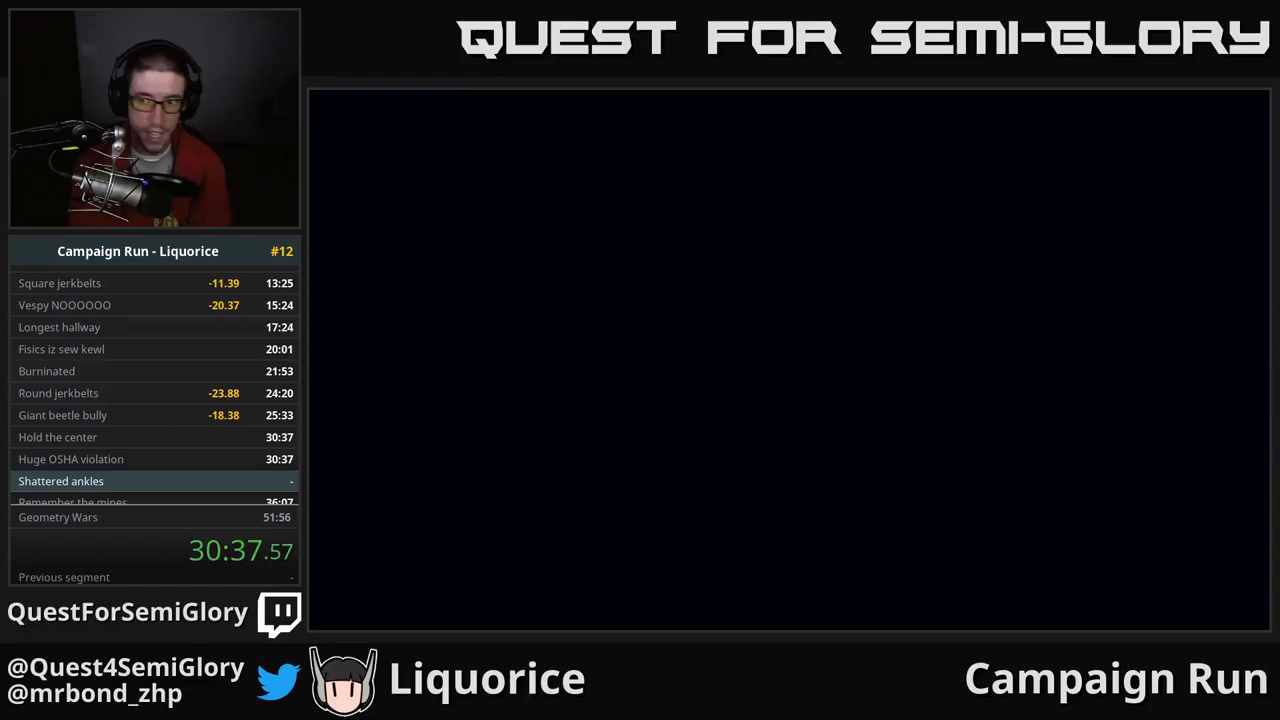 QUEST FOR SEMI-GLORY
Campaign Run - Liquorice #12
Square jerkbelts -11.39 13:25
Vespy NOOOOOO -20.37 15:24
Longest hallway 17:24
Fisics iz sew kewl 20:01
Burninated 21:53
Round jerkbelts -23.88 24:20
Giant beetle bully -18.38 25:33
Hold the center 30:37
Huge OSHA violation 30:37
Shattered ankles -
Remember the mines 36:07
Geometry Wars 51:56
30:37.57
Previous segment -
QuestForSemiGlory
@Quest4SemiGlory
@mrbond_zhp
Liquorice
Campaign Run